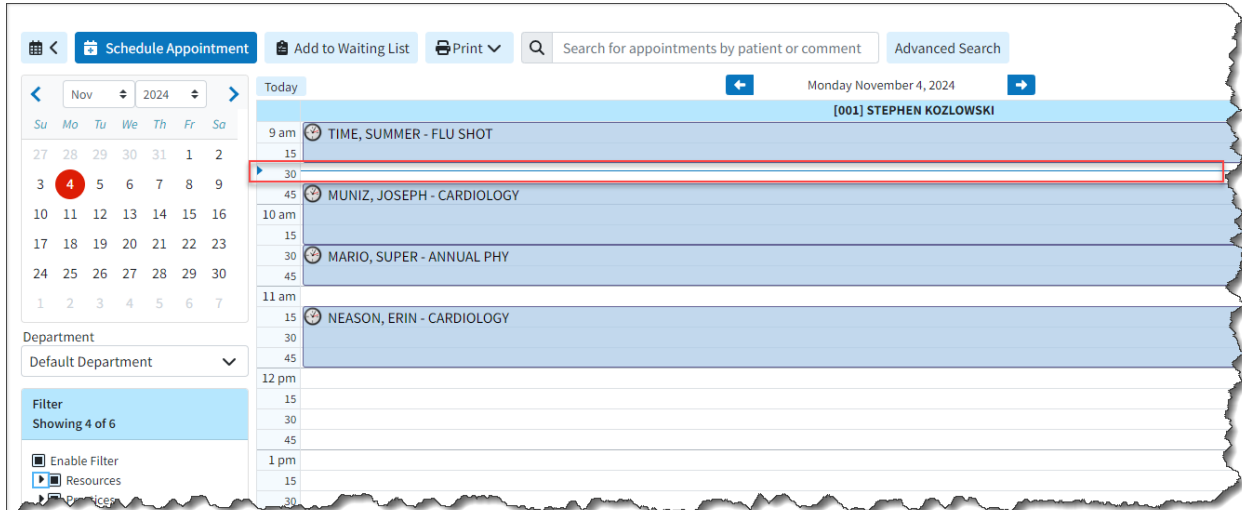 Schedule Appointment Add to Waiting List Print Search for appointments by patient or comment Advanced Search
Nov 2024
Su Mo Tu We Th Fr Sa
27 28 29 30 31 1 2
3 4 5 6 7 8 9
10 11 12 13 14 15 16
17 18 19 20 21 22 23
24 25 26 27 28 29 30
1 2 3 4 5 6 7
Department
Default Department
Filter
Showing 4 of 6
Enable Filter
Resources
Practices
Today Monday November 4, 2024
[001] STEPHEN KOZLOWSKI
9 am TIME, SUMMER - FLU SHOT
15
30
45 MUNIZ, JOSEPH - CARDIOLOGY
10 am
15
30 MARIO, SUPER - ANNUAL PHY
45
11 am
15 NEASON, ERIN - CARDIOLOGY
30
45
12 pm
15
30
45
1 pm
15
30